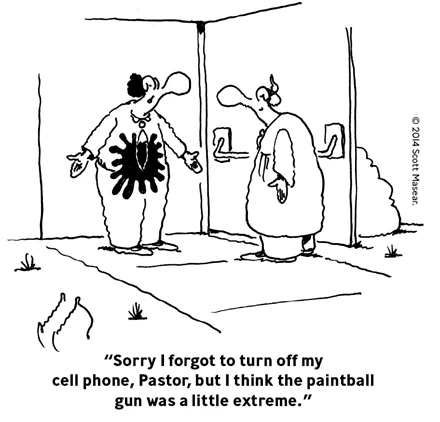 © 2014 Scott Masear.
“Sorry I forgot to turn off my
cell phone, Pastor, but I think the paintball
gun was a little extreme.”